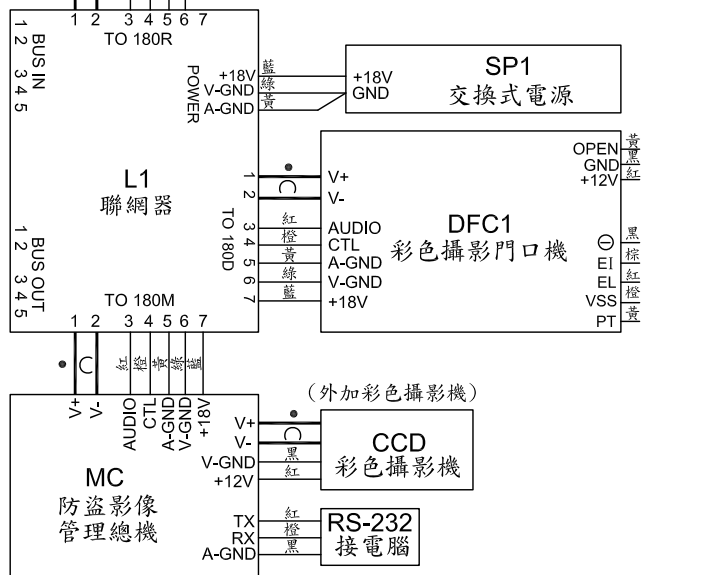 1 2 3 4 5 6 7
TO 180R
BUS IN
1 2 3 4 5
POWER
+18V 藍
V-GND 綠
A-GND 黃
+18V
GND
SP1
交換式電源
L1
聯網器
TO 180D
1
2
3 紅
4 橙
5 黃
6 綠
7 藍
V+
V-
AUDIO
CTL
A-GND
V-GND
+18V
DFC1
彩色攝影門口機
OPEN 黃
GND 黑
+12V 紅
黑
EI 棕
EL 紅
VSS 橙
PT 黃
BUS OUT
1 2 3 4 5
TO 180M
1 2 3 4 5 6 7
紅 橙 黃 綠 藍
V+ V- AUDIO CTL A-GND V-GND +18V
MC
防盜影像
管理總機
(外加彩色攝影機)
V+
V-
V-GND 黑
+12V 紅
CCD
彩色攝影機
TX 紅
RX 橙
A-GND 黑
RS-232
接電腦